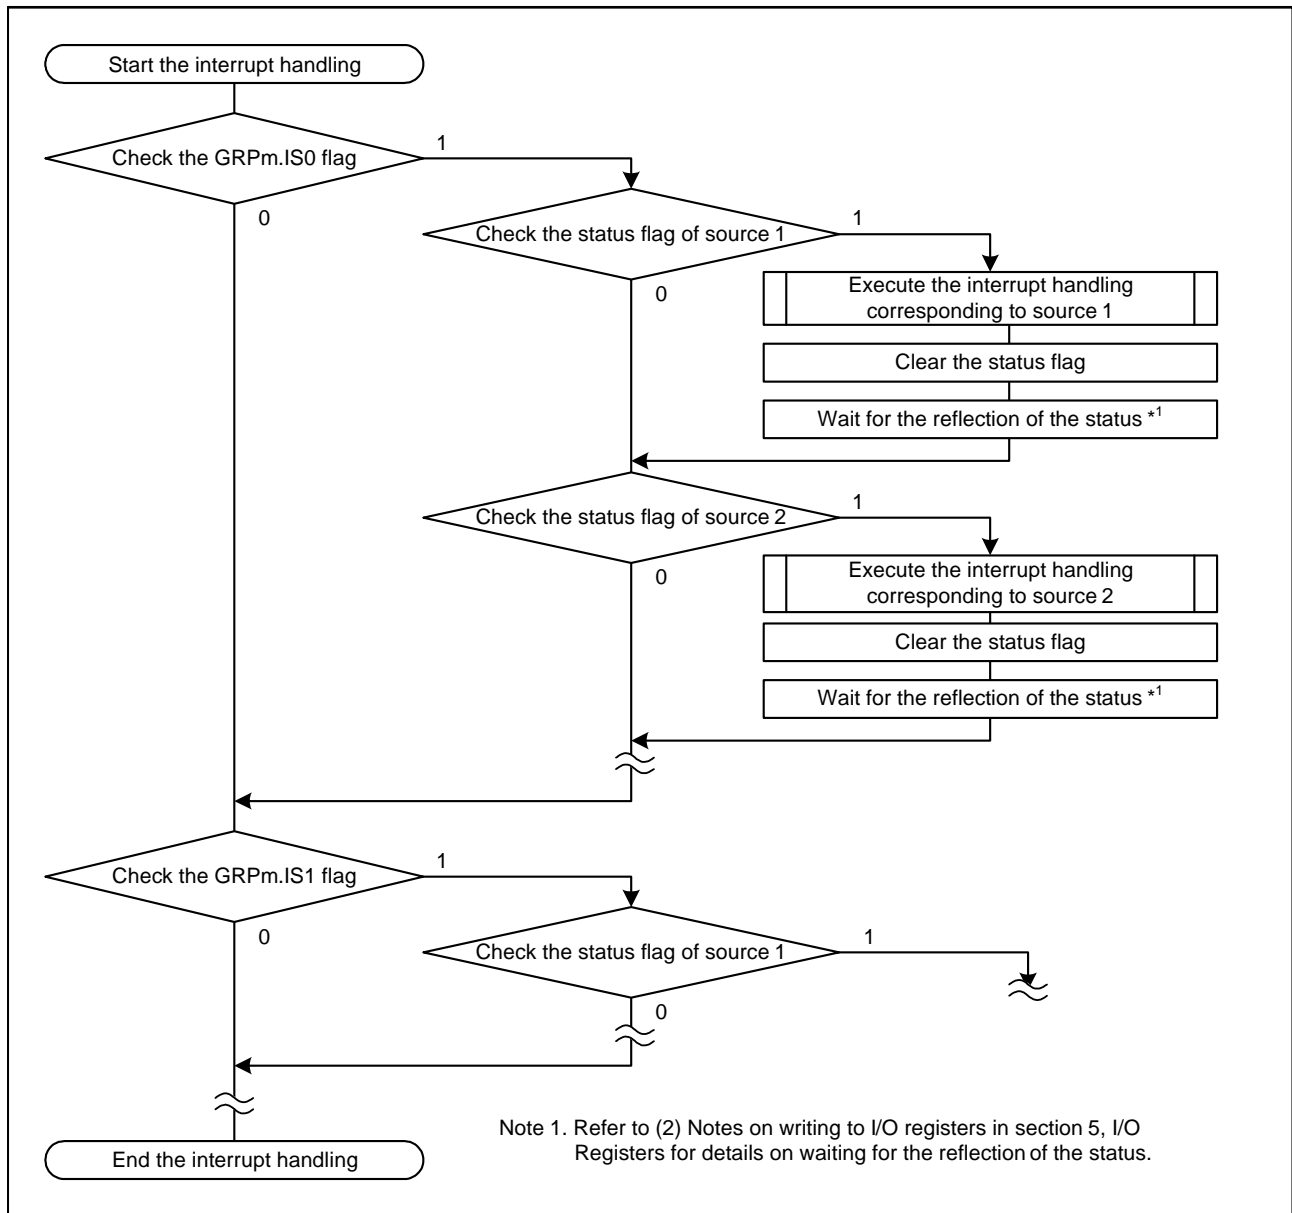 Start the interrupt handling
Check the GRPm.IS0 flag
1
0
Check the status flag of source 1
1
0
Execute the interrupt handling
corresponding to source 1
Clear the status flag
Wait for the reflection of the status *1
Check the status flag of source 2
1
0
Execute the interrupt handling
corresponding to source 2
Clear the status flag
Wait for the reflection of the status *1
Check the GRPm.IS1 flag
1
0
Check the status flag of source 1
1
0
End the interrupt handling
Note 1. Refer to (2) Notes on writing to I/O registers in section 5, I/O
Registers for details on waiting for the reflection of the status.